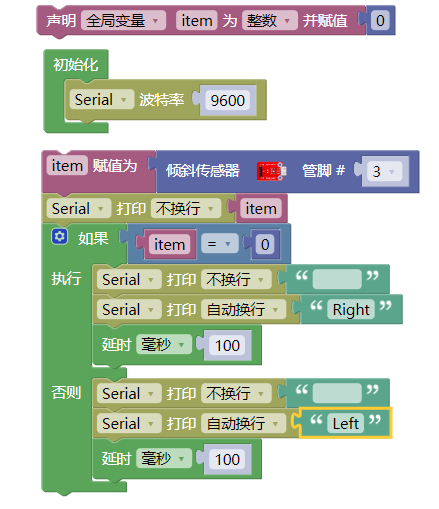 声明 全局变量 item 为 整数 并赋值 0
初始化
Serial 波特率 9600
item 赋值为 倾斜传感器 管脚 # 3
Serial 打印 不换行 item
如果 item = 0
执行 Serial 打印 不换行 “ ”
Serial 打印 自动换行 “ Right ”
延时 毫秒 100
否则 Serial 打印 不换行 “ ”
Serial 打印 自动换行 “ Left ”
延时 毫秒 100